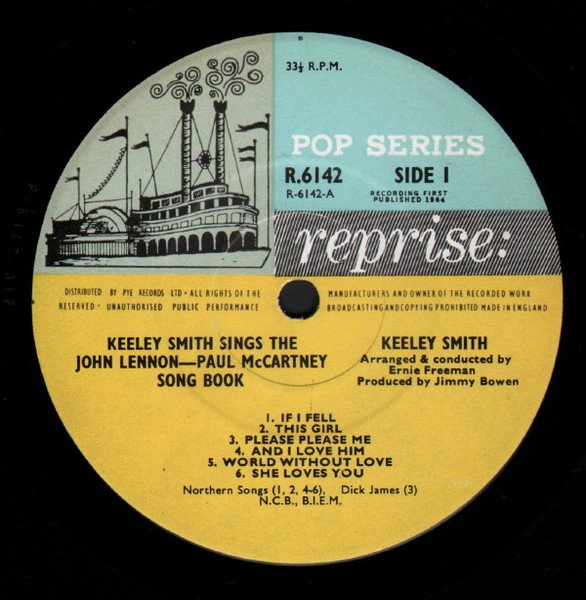 33⅓ R.P.M.
POP SERIES
R.6142 SIDE 1
R-6142-A RECORDING FIRST
PUBLISHED 1964
reprise:
DISTRIBUTED BY PYE RECORDS LTD · ALL RIGHTS OF THE MANUFACTURERS AND OWNER OF THE RECORDED WORK
RESERVED · UNAUTHORISED PUBLIC PERFORMANCE BROADCASTING AND COPYING PROHIBITED MADE IN ENGLAND
KEELEY SMITH SINGS THE
JOHN LENNON—PAUL McCARTNEY
SONG BOOK
KEELEY SMITH
Arranged & conducted by
Ernie Freeman
Produced by Jimmy Bowen
1. IF I FELL
2. THIS GIRL
3. PLEASE PLEASE ME
4. AND I LOVE HIM
5. WORLD WITHOUT LOVE
6. SHE LOVES YOU
Northern Songs (1, 2, 4-6), Dick James (3)
N.C.B., B.I.E.M.